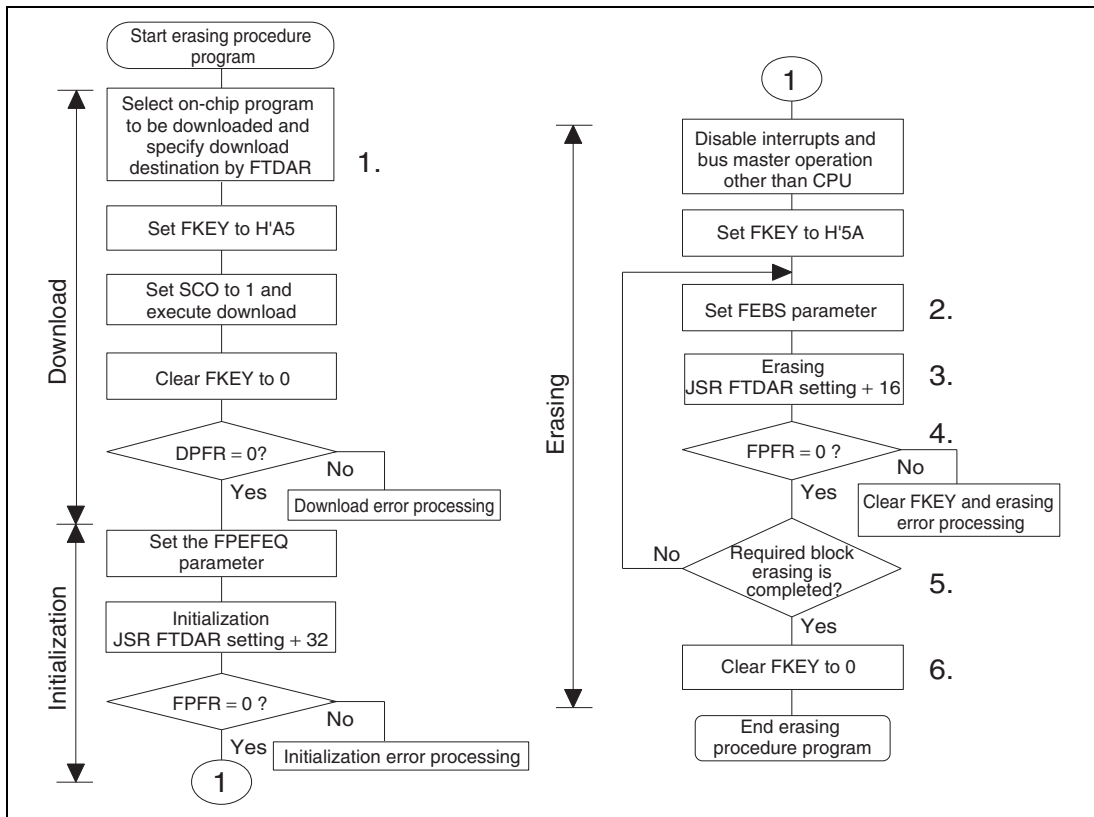 Start erasing procedure
program
Select on-chip program
to be downloaded and
specify download
destination by FTDAR
1.
Set FKEY to H'A5
Set SCO to 1 and
execute download
Clear FKEY to 0
DPFR = 0?
No
Yes
Download error processing
Download
Set the FPEFEQ
parameter
Initialization
JSR FTDAR setting + 32
FPFR = 0 ?
No
Yes
Initialization error processing
1
Initialization
1
Disable interrupts and
bus master operation
other than CPU
Set FKEY to H'5A
Set FEBS parameter
2.
Erasing
JSR FTDAR setting + 16
3.
4.
FPFR = 0 ?
No
Yes
Clear FKEY and erasing
error processing
No
Required block
erasing is
completed?
5.
Yes
Clear FKEY to 0
6.
Erasing
End erasing
procedure program